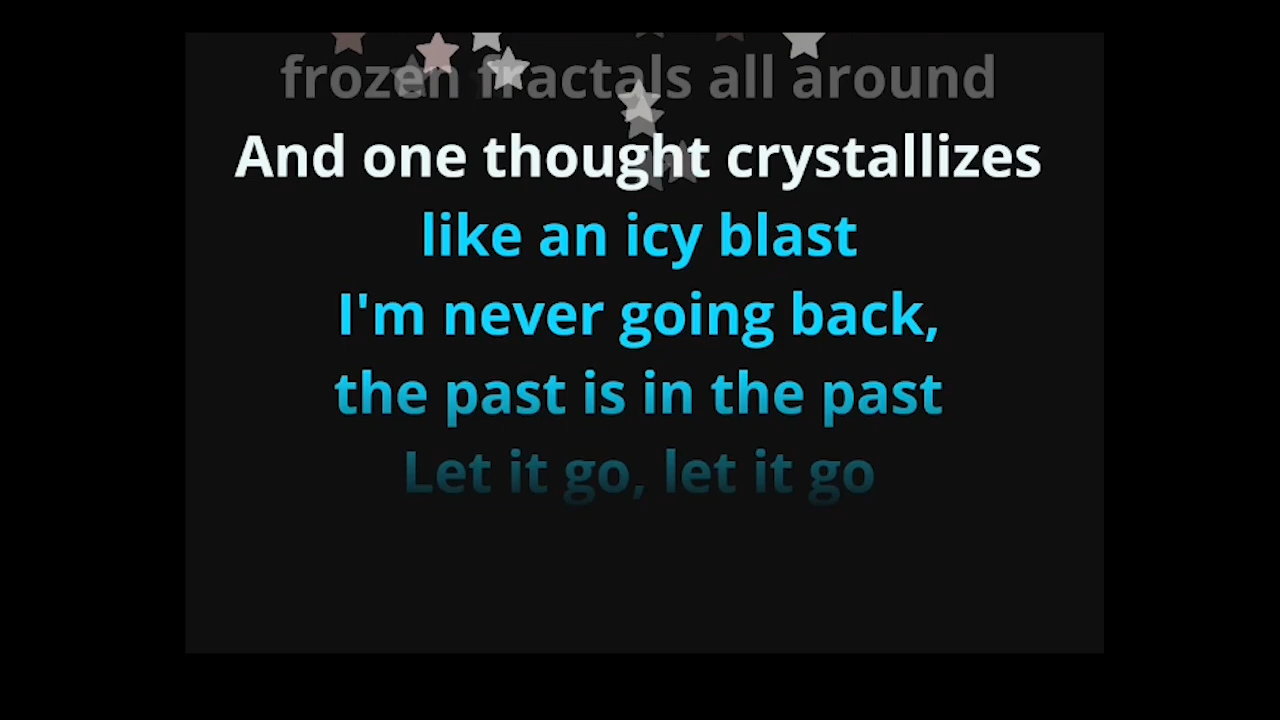 frozen fractals all around
And one thought crystallizes
like an icy blast
I'm never going back,
the past is in the past
Let it go, let it go